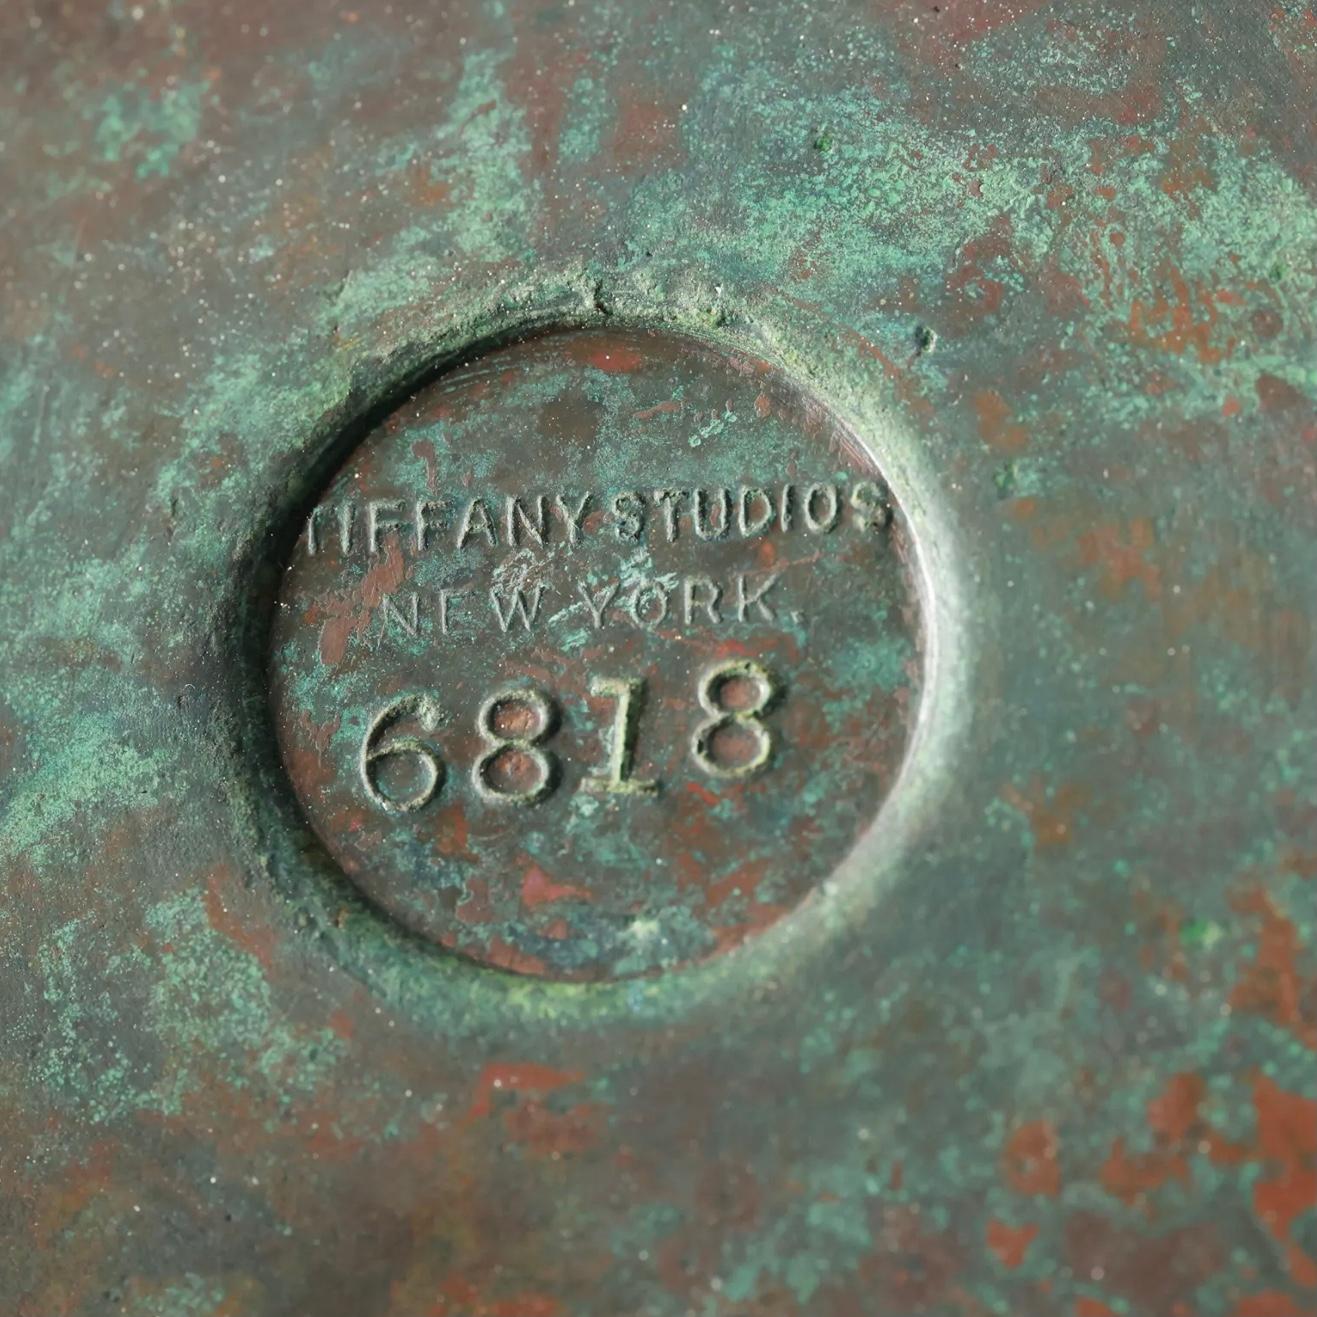 TIFFANY STUDIOS
NEW YORK.
6818